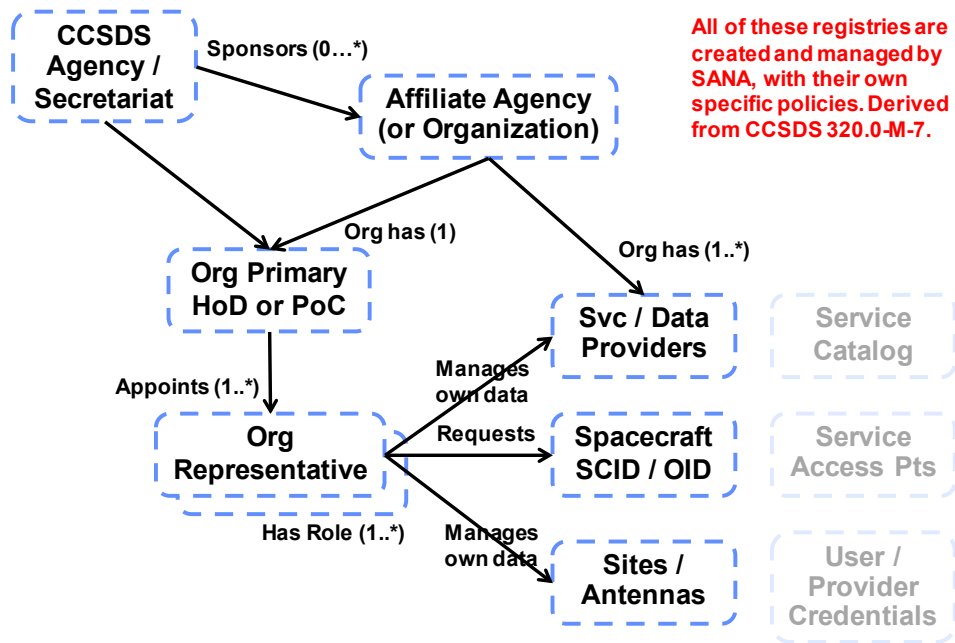 CCSDS
Agency /
Secretariat
Sponsors (0...*)
Affiliate Agency
(or Organization)
All of these registries are
created and managed by
SANA, with their own
specific policies. Derived
from CCSDS 320.0-M-7.
Org has (1)
Org has (1..*)
Org Primary
HoD or PoC
Svc / Data
Providers
Service
Catalog
Appoints (1..*)
Manages
own data
Org
Representative
Requests
Spacecraft
SCID / OID
Service
Access Pts
Has Role (1..*)
Manages
own data
Sites /
Antennas
User /
Provider
Credentials